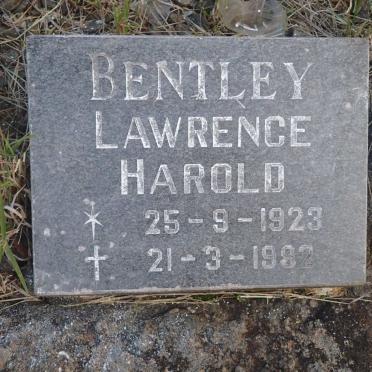 BENTLEY
LAWRENCE
HAROLD
25-9-1923
21-3-1982